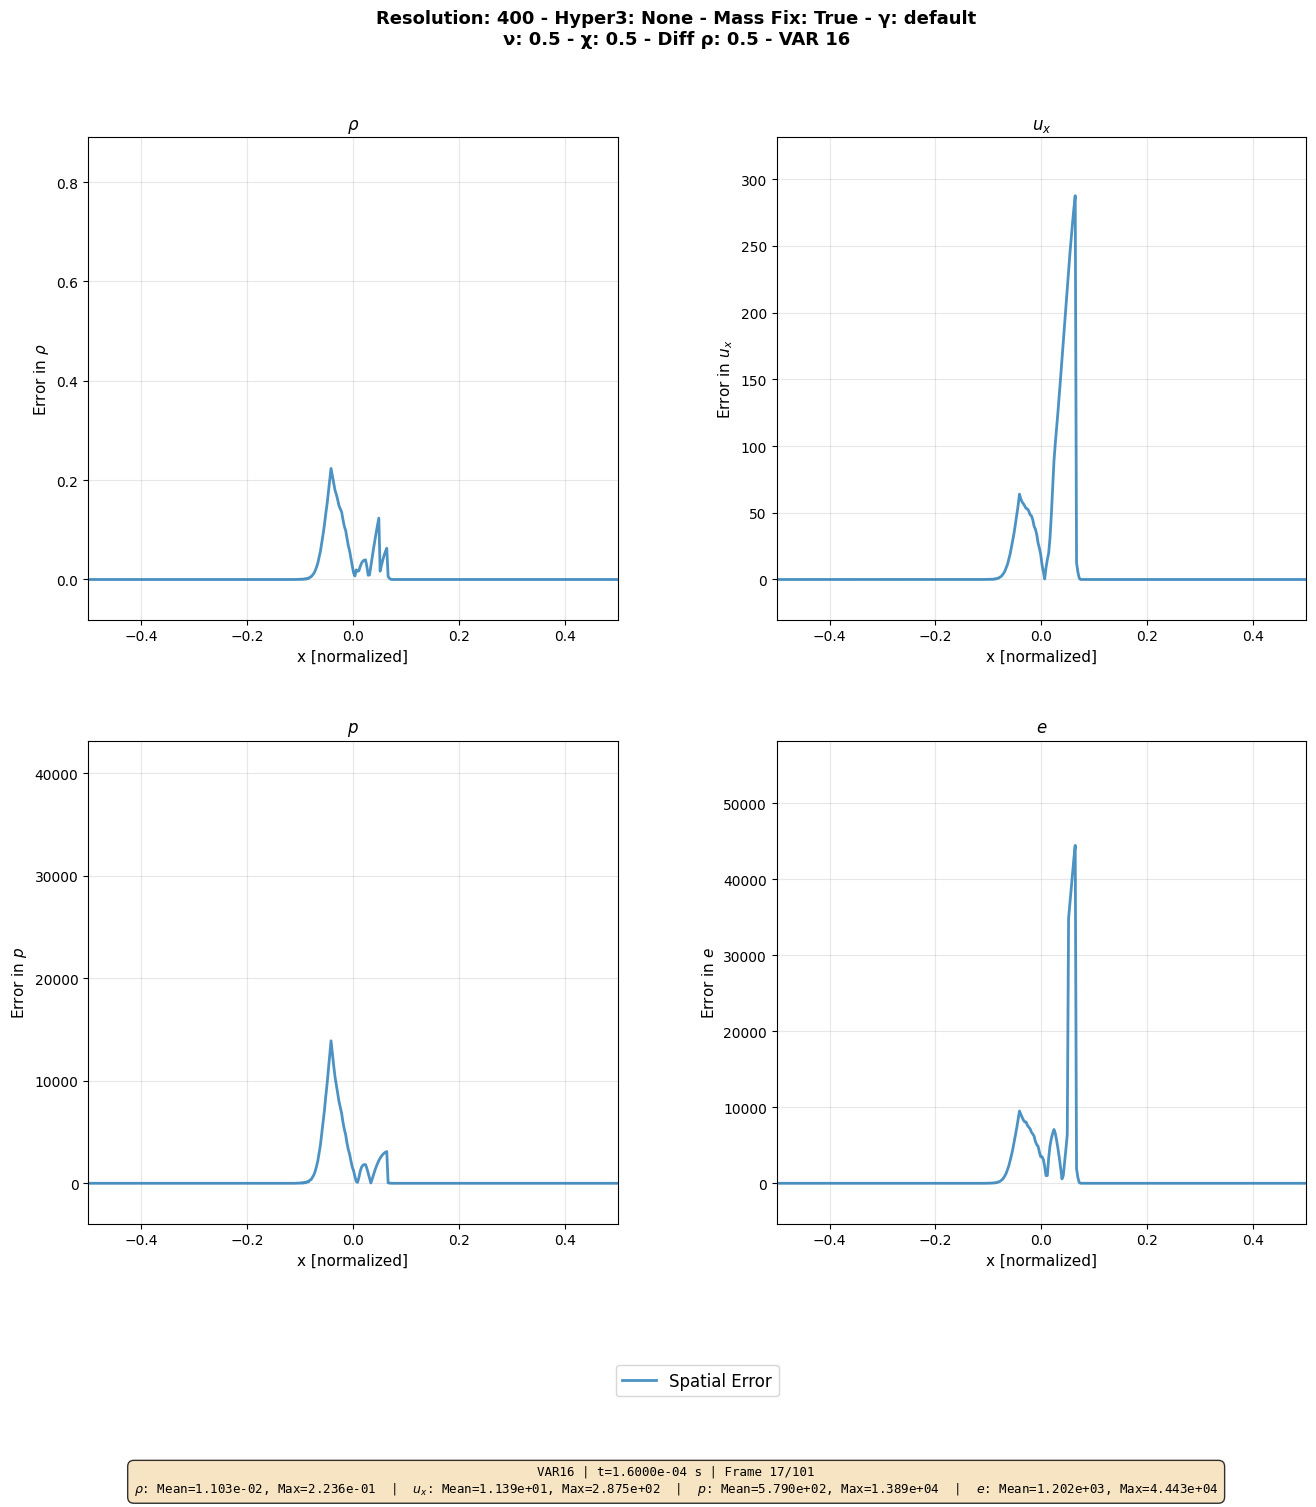 Resolution: 400 - Hyper3: None - Mass Fix: True - γ: default
ν: 0.5 - χ: 0.5 - Diff ρ: 0.5 - VAR 16
ρ
Error in ρ
0.8
0.6
0.4
0.2
0.0
−0.4
−0.2
0.0
0.2
0.4
x [normalized]
u_x
Error in u_x
300
250
200
150
100
50
0
−0.4
−0.2
0.0
0.2
0.4
x [normalized]
p
Error in p
40000
30000
20000
10000
0
−0.4
−0.2
0.0
0.2
0.4
x [normalized]
e
Error in e
50000
40000
30000
20000
10000
0
−0.4
−0.2
0.0
0.2
0.4
x [normalized]
Spatial Error
VAR16 | t=1.6000e-04 s | Frame 17/101
ρ: Mean=1.103e-02, Max=2.236e-01 | u_x: Mean=1.139e+01, Max=2.875e+02 | p: Mean=5.790e+02, Max=1.389e+04 | e: Mean=1.202e+03, Max=4.443e+04